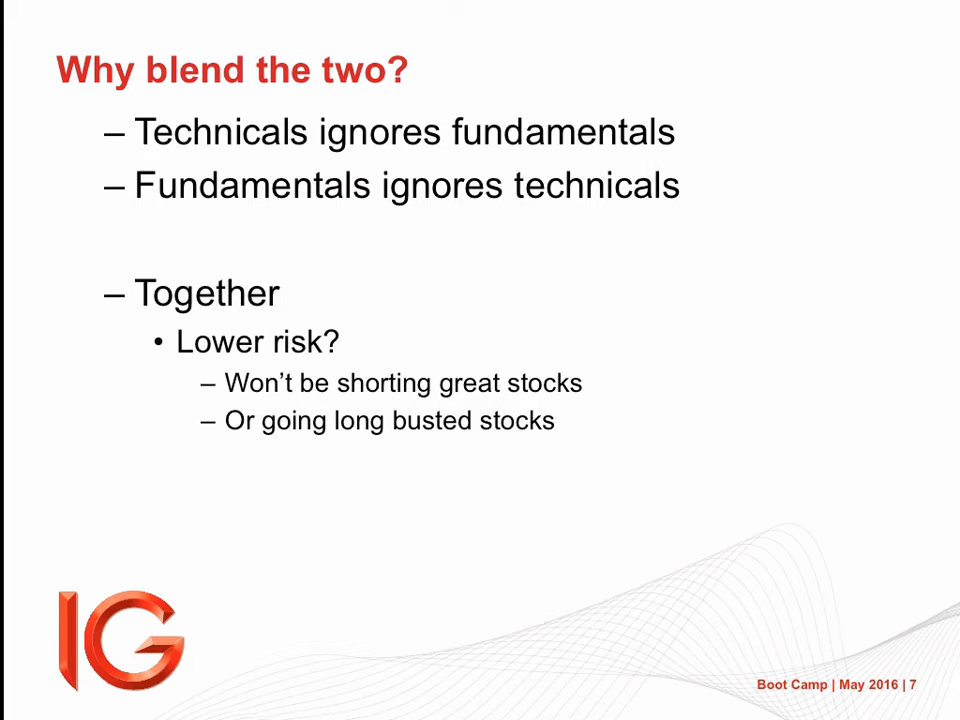 Why blend the two?
– Technicals ignores fundamentals
– Fundamentals ignores technicals
– Together
• Lower risk?
– Won’t be shorting great stocks
– Or going long busted stocks
IG
Boot Camp | May 2016 | 7